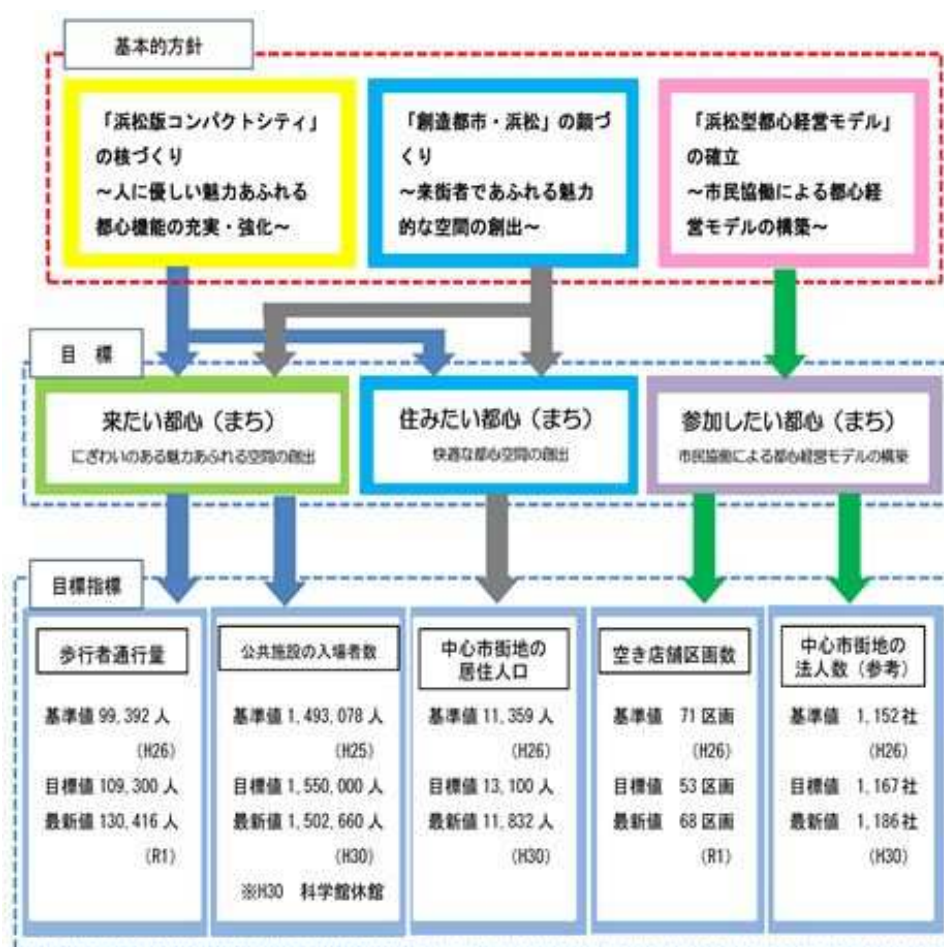 基本的方針
「浜松版コンパクトシティ」
の核づくり
～人に優しい魅力あふれる
都心機能の充実・強化～
「創造都市・浜松」の顔づ
くり
～来街者であふれる魅力
的な空間の創出～
「浜松型都心経営モデル」
の確立
～市民協働による都心経
営モデルの構築～
目 標
来たい都心（まち）
にぎわいのある魅力あふれる空間の創出
住みたい都心（まち）
快適な都心空間の創出
参加したい都心（まち）
市民協働による都心経営モデルの構築
目標指標
歩行者通行量
基準値 99,392 人
(H26)
目標値 109,300 人
最新値 130,416 人
(R1)
公共施設の入場者数
基準値 1,493,078 人
(H25)
目標値 1,550,000 人
最新値 1,502,660 人
(H30)
※H30 科学館休館
中心市街地の
居住人口
基準値 11,359 人
(H26)
目標値 13,100 人
最新値 11,832 人
(H30)
空き店舗区画数
基準値 71 区画
(H26)
目標値 53 区画
最新値 68 区画
(R1)
中心市街地の
法人数（参考）
基準値 1,152 社
(H26)
目標値 1,167 社
最新値 1,186 社
(H30)